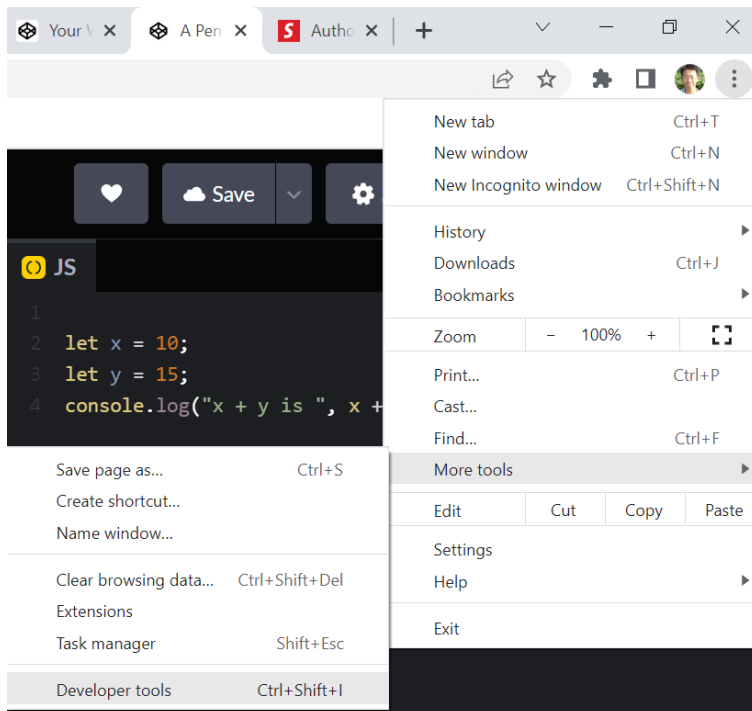 Your
A Pen
Autho
New tab Ctrl+T
New window Ctrl+N
New Incognito window Ctrl+Shift+N
Save
JS
History
Downloads Ctrl+J
Bookmarks
1
Zoom - 100% +
2 let x = 10;
3 let y = 15;
4 console.log("x + y is ", x +
Print... Ctrl+P
Cast...
Find... Ctrl+F
More tools
Edit Cut Copy Paste
Settings
Help
Exit
Save page as... Ctrl+S
Create shortcut...
Name window...
Clear browsing data... Ctrl+Shift+Del
Extensions
Task manager Shift+Esc
Developer tools Ctrl+Shift+I